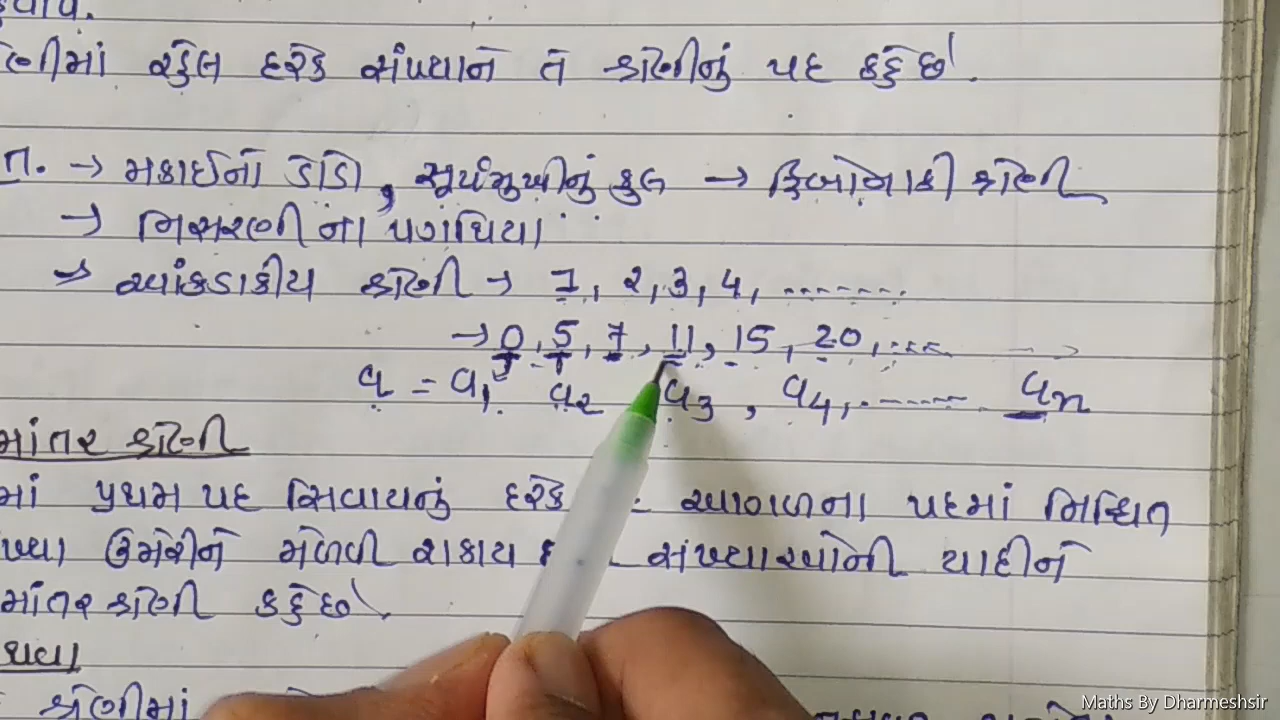 શ્રેણીમાં રહેલ દરેક સંખ્યાને તે શ્રેણીનું પદ કહે છે.
ત. → મકાઈનો ડોડો, સૂર્યમુખીનું ફુલ → ફિબોનાકી શ્રેણી
→ નિસરણીના પગથિયા
→ આંકડાકીય શ્રેણી → 1, 2, 3, 4, .......
→ 0, 5, 7, 11, 15, 20, .....
a = a₁, a₂ a₃, a₄, ....... aₙ
માંતર શ્રેણી
માં પ્રથમ પદ સિવાયનું દરેક આગળના પદમાં નિશ્ચિત
ખ્યા ઉમેરીને મેળવી શકાય સંખ્યાઓની યાદીને
માંતર શ્રેણી કહે છે.
થવા
શ્રેણીમાં
Maths By Dharmeshsir